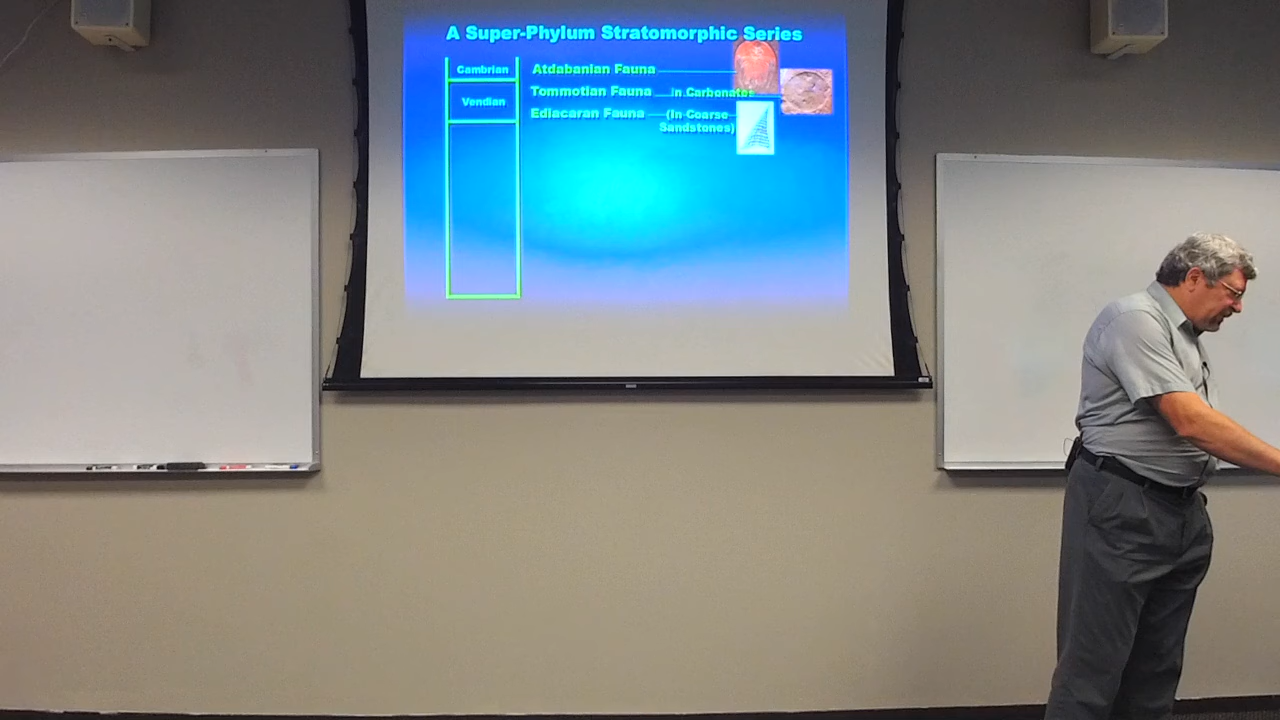 A Super-Phylum Stratomorphic Series
Cambrian
Atdabanian Fauna
Tommotian Fauna
in Carbonates
Vendian
Ediacaran Fauna
(In Coarse
Sandstones)